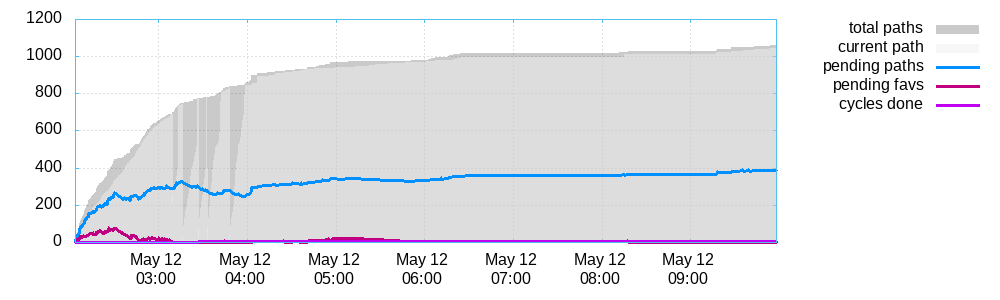 1200
1000
800
600
400
200
0
May 12 May 12 May 12 May 12 May 12 May 12 May 12
03:00 04:00 05:00 06:00 07:00 08:00 09:00
total paths
current path
pending paths
pending favs
cycles done